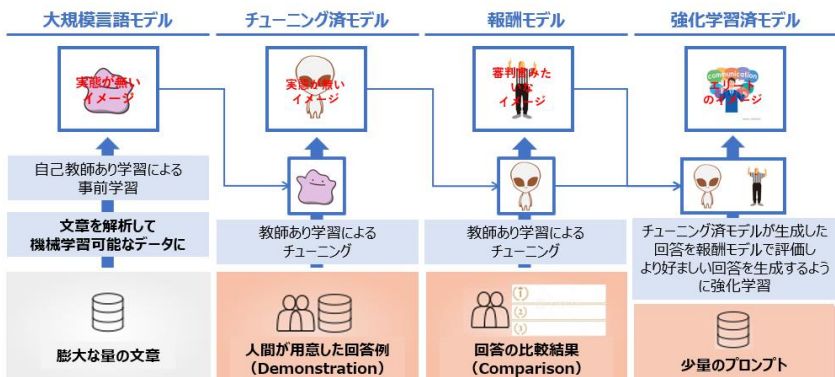 大規模言語モデル
チューニング済モデル
報酬モデル
強化学習済モデル
実態が無い
イメージ
実態が無い
イメージ
審判官みた
いな
イメージ
communication
エリート
のイメージ
自己教師あり学習による
事前学習
文章を解析して
機械学習可能なデータに
教師あり学習による
チューニング
教師あり学習による
チューニング
チューニング済モデルが生成した
回答を報酬モデルで評価し
より好ましい回答を生成するよう
に強化学習
膨大な量の文章
人間が用意した回答例
（Demonstration）
1
2
3
回答の比較結果
（Comparison）
少量のプロンプト